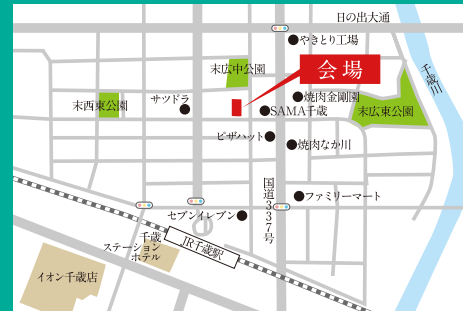 日の出大通
やきとり工場
千歳川
末広中公園
会場
末西東公園
サツドラ
焼肉金剛園
SAMA千歳
末広東公園
ピザハット
焼肉なか川
国道337号
ファミリーマート
セブンイレブン
千歳
ステーション
ホテル
JR千歳駅
イオン千歳店